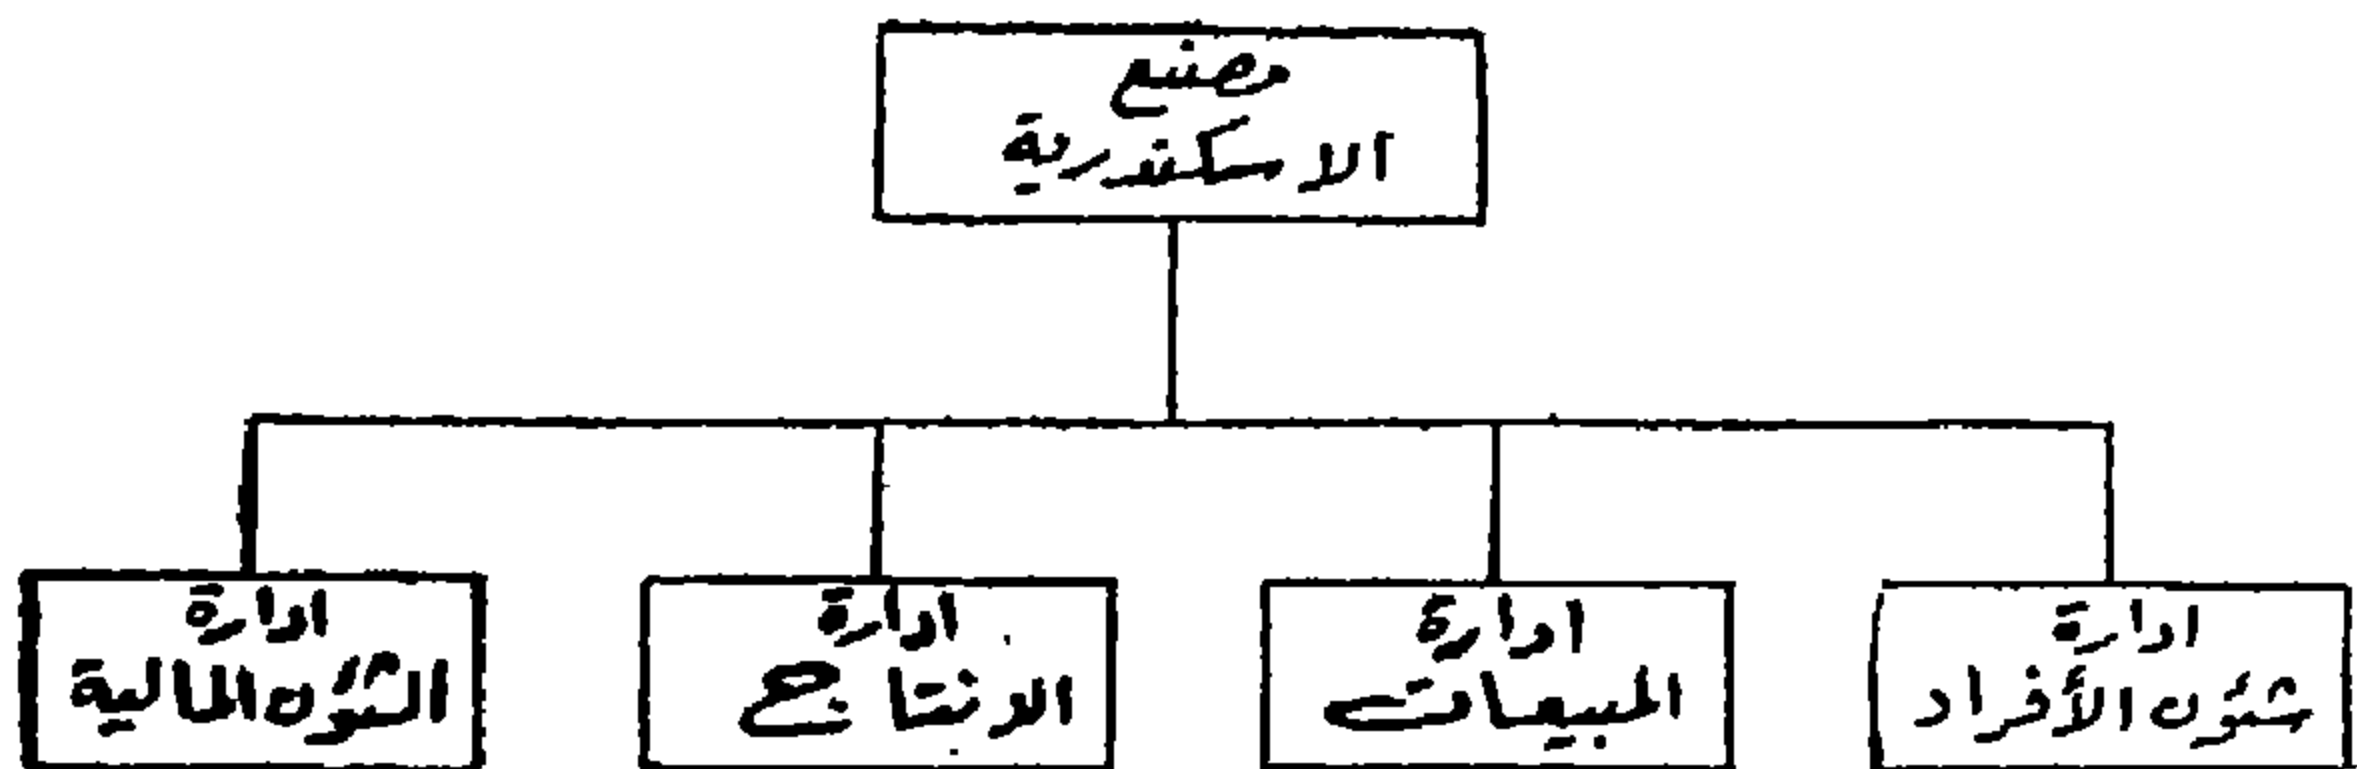 مصنع
الاسكندرية
ادارة
شئون الأفراد
ادارة
المبيعات
ادارة
الانتاج
ادارة
الشئون المالية